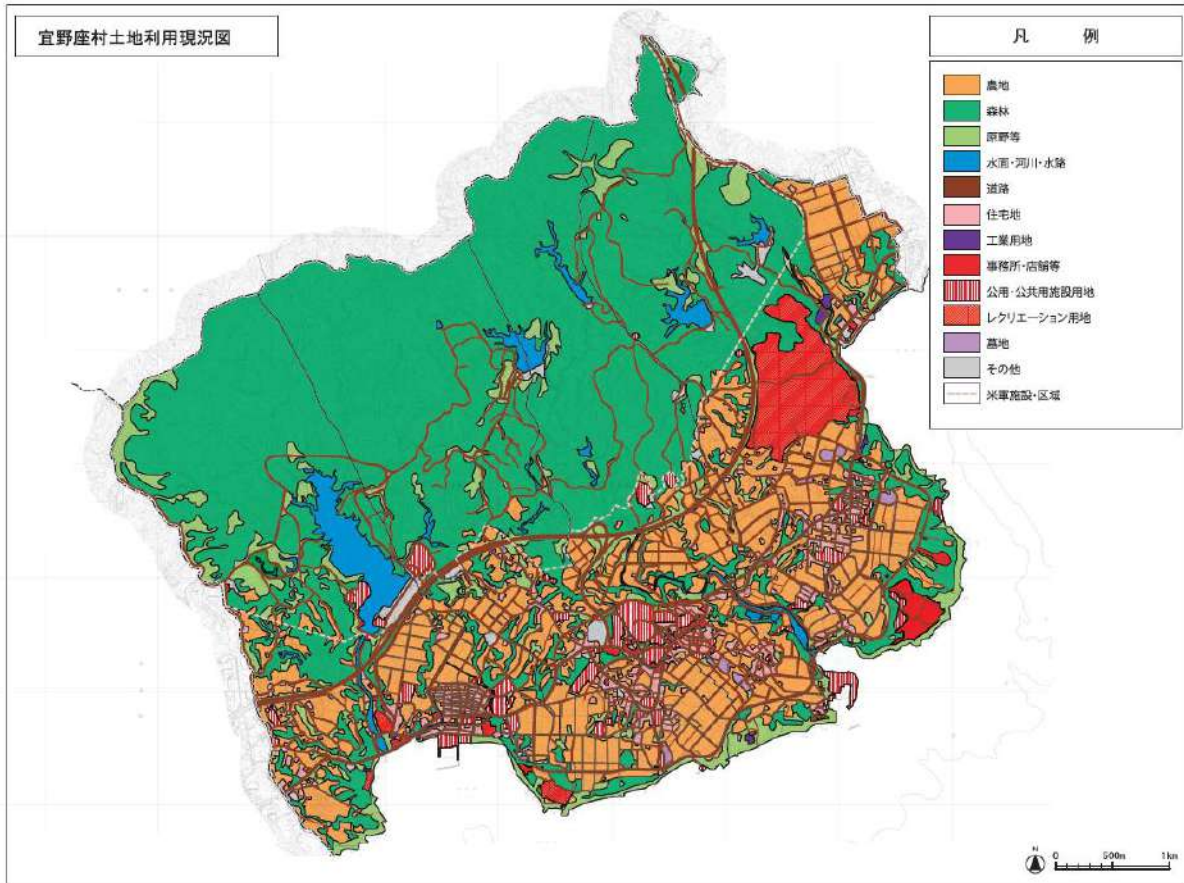 宜野座村土地利用現況図
凡 例
農地
森林
原野等
水面・河川・水路
道路
住宅地
工業用地
事務所・店舗等
公用・公共用施設用地
レクリエーション用地
墓地
その他
米軍施設・区域
N
0 500m 1km